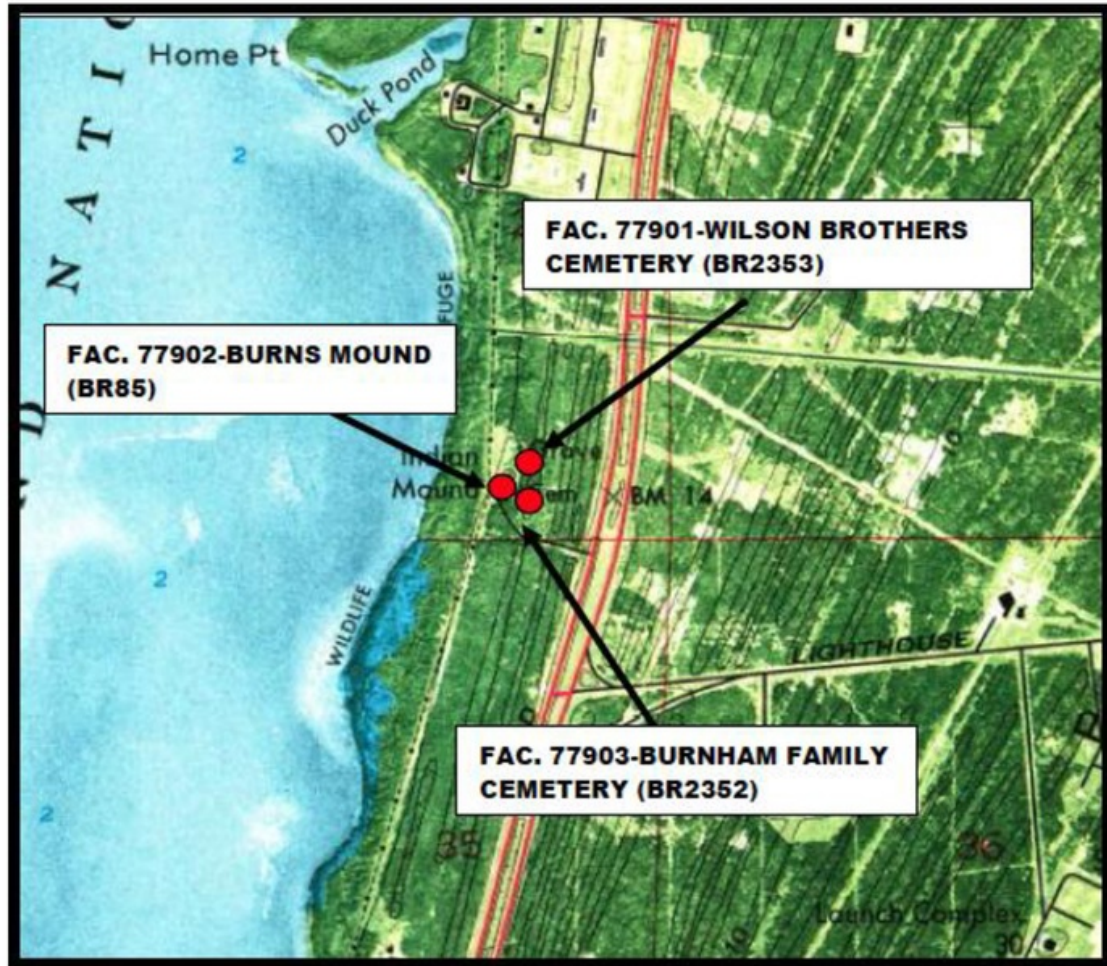 Home Pt
Duck Pond
2
N A T I
FAC. 77901-WILSON BROTHERS
CEMETERY (BR2353)
FUGE
FAC. 77902-BURNS MOUND
(BR85)
Indian
Mound
BM 14
2
WILDLIFE
LIGHTHOUSE
FAC. 77903-BURNHAM FAMILY
CEMETERY (BR2352)
2
35
36
Launch Complex
30
10